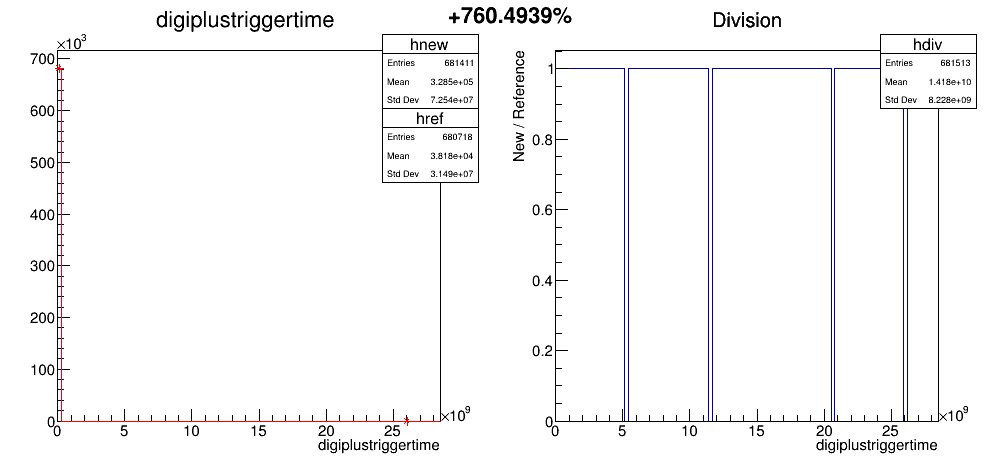 +760.4939%
digiplustriggertime
×10³
700
600
500
400
300
200
100
0
0 5 10 15 20 25
×10⁹
digiplustriggertime
hnew
Entries 681411
Mean 3.285e+05
Std Dev 7.254e+07
href
Entries 680718
Mean 3.818e+04
Std Dev 3.149e+07
Division
New / Reference
1
0.8
0.6
0.4
0.2
0
0 5 10 15 20 25
×10⁹
digiplustriggertime
hdiv
Entries 681513
Mean 1.418e+10
Std Dev 8.228e+09